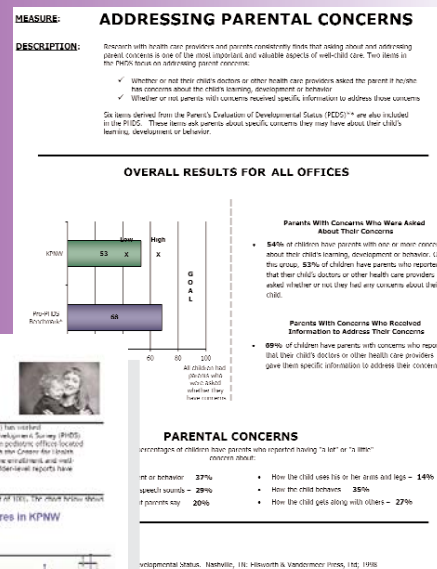 MEASURE: ADDRESSING PARENTAL CONCERNS
DESCRIPTION: Research with health care providers and parents consistently finds that asking about and addressing
parent concerns is one of the most important and valuable aspects of well-child care. Two items in
the PHDS focus on addressing parent concerns:
✓ Whether or not their child's doctors or other health care providers asked the parent if he/she
has concerns about the child's learning, development or behavior
✓ Whether or not parents with concerns received specific information to address those concerns
Six items derived from the Parent's Evaluation of Developmental Status (PEDS)** are also included
in the PHDS. These items ask parents about specific concerns they may have about their child's
learning, development or behavior.
OVERALL RESULTS FOR ALL OFFICES
Parents With Concerns Who Were Asked
About Their Concerns
• 54% of children have parents with one or more
about their child's learning, development or behavior.
this group, 53% of children have parents who reported
that their child's doctors or other health care providers
asked whether or not they had any concerns about their
child.
Parents With Concerns Who Received
Information to Address Their Concerns
• 69% of children have parents with concerns who
that their child's doctors or other health care providers
gave them specific information to address their
Low High
KPNW 53 X X
GOAL
Pro-PHDS
Benchmark* 68
60 80 100
All children had
parents who
were asked
whether they
have concerns
PARENTAL CONCERNS
percentages of children have parents who reported having "a lot" or "a little"
concern about:
or behavior 37%
speech sounds – 29%
parents say 20%
• How the child uses his or her arms and legs – 14%
• How the child behaves 35%
• How the child gets along with others – 27%
has worked
Survey (PHDS)
pediatric offices located
the Center for Health
enrollment and well-
reports have
of 100). The chart below shows
res in KPNW
Developmental Status. Nashville, TN: Ellsworth & Vandermeer Press, Ltd; 1998